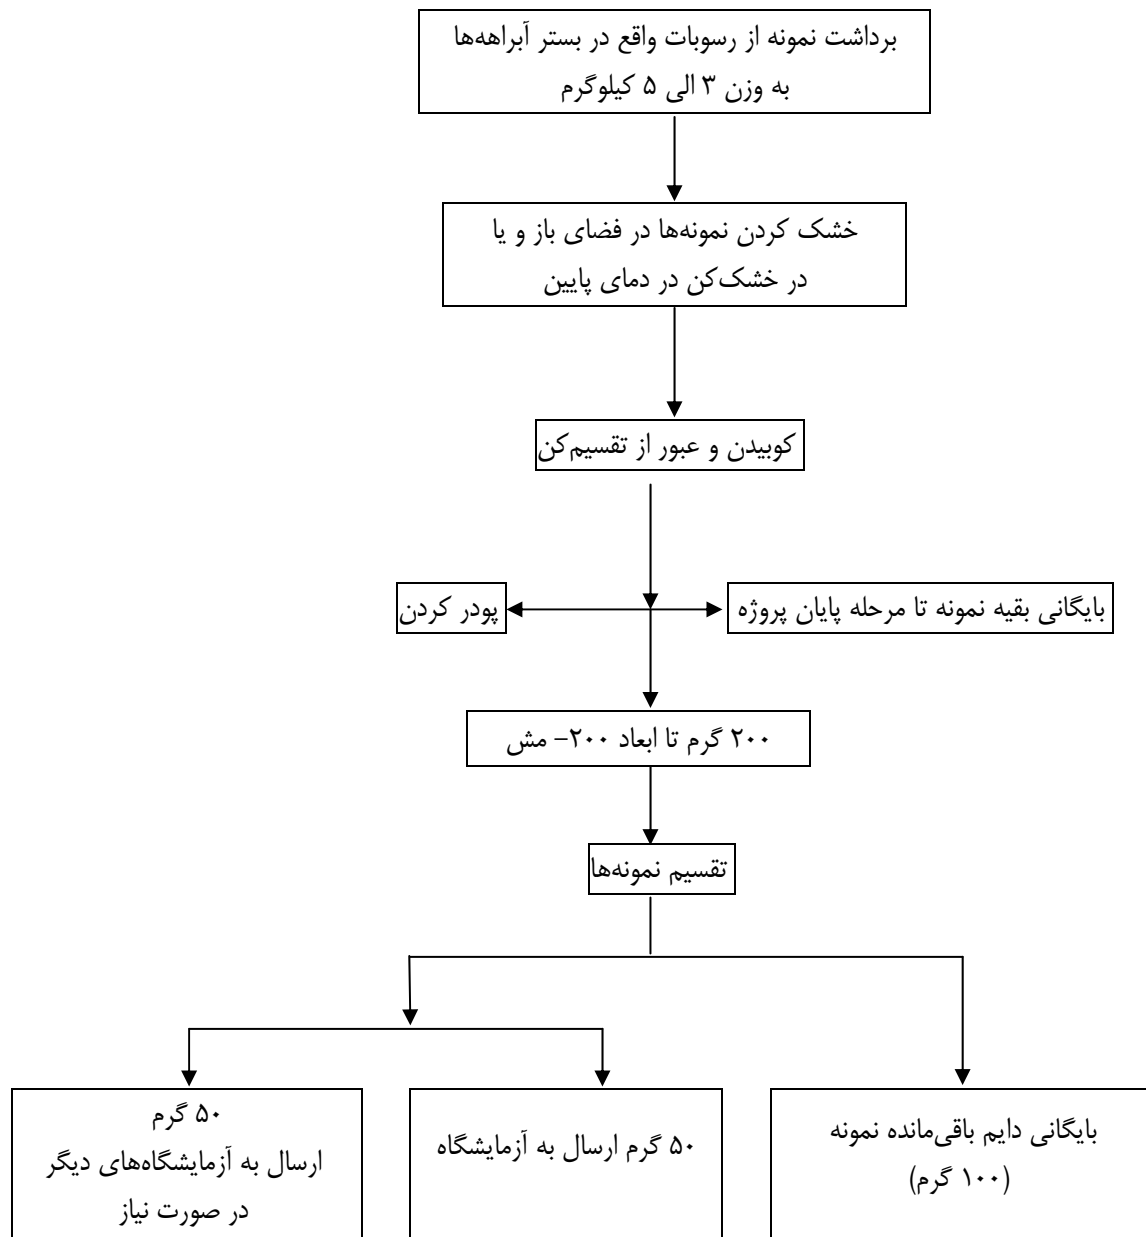 برداشت نمونه از رسوبات واقع در بستر آبراهه‌ها
به وزن ۳ الی ۵ کیلوگرم
خشک کردن نمونه‌ها در فضای باز و یا
در خشک‌کن در دمای پایین
کوبیدن و عبور از تقسیم‌کن
بایگانی بقیه نمونه تا مرحله پایان پروژه
پودر کردن
۲۰۰ گرم تا ابعاد ۲۰۰- مش
تقسیم نمونه‌ها
بایگانی دایم باقی‌مانده نمونه
(۱۰۰ گرم)
۵۰ گرم ارسال به آزمایشگاه
۵۰ گرم
ارسال به آزمایشگاه‌های دیگر
در صورت نیاز